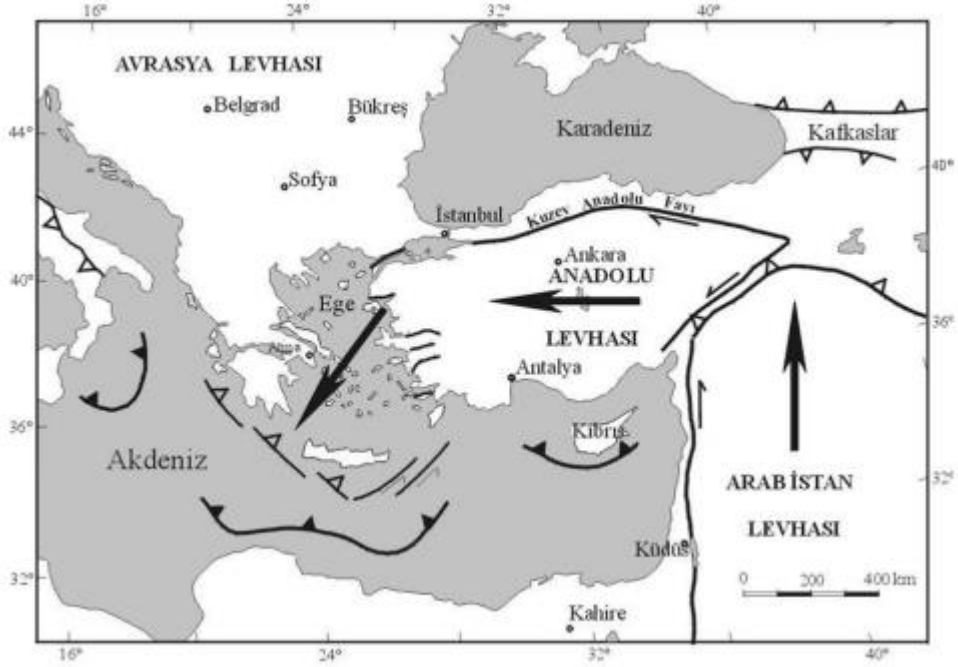 16° 24° 32° 40°
AVRASYA LEVHASI
Belgrad
Bükreş
Karadeniz
Kafkaslar
44°
40°
Sofya
İstanbul
Kuzey Anadolu Fayı
Ankara
ANADOLU
40°
Ege
36°
LEVHASI
Antalya
36°
Kıbrıs
Akdeniz
32°
ARABİSTAN
LEVHASI
Küdüs
32°
0 200 400 km
Kahire
16° 24° 32° 40°